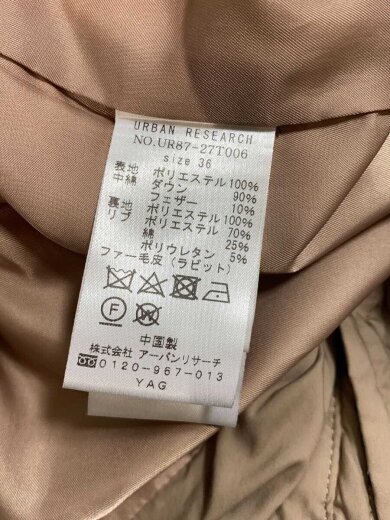 URBAN RESEARCH
NO.UR87-27T006
size 36
表地 ポリエステル100%
中綿 ダウン 90%
フェザー 10%
裏地 ポリエステル100%
リブ ポリエステル 70%
綿 25%
ポリウレタン 5%
ファー毛皮(ラビット)
F W
中国製
株式会社 アーバンリサーチ
0120-967-013
YAG